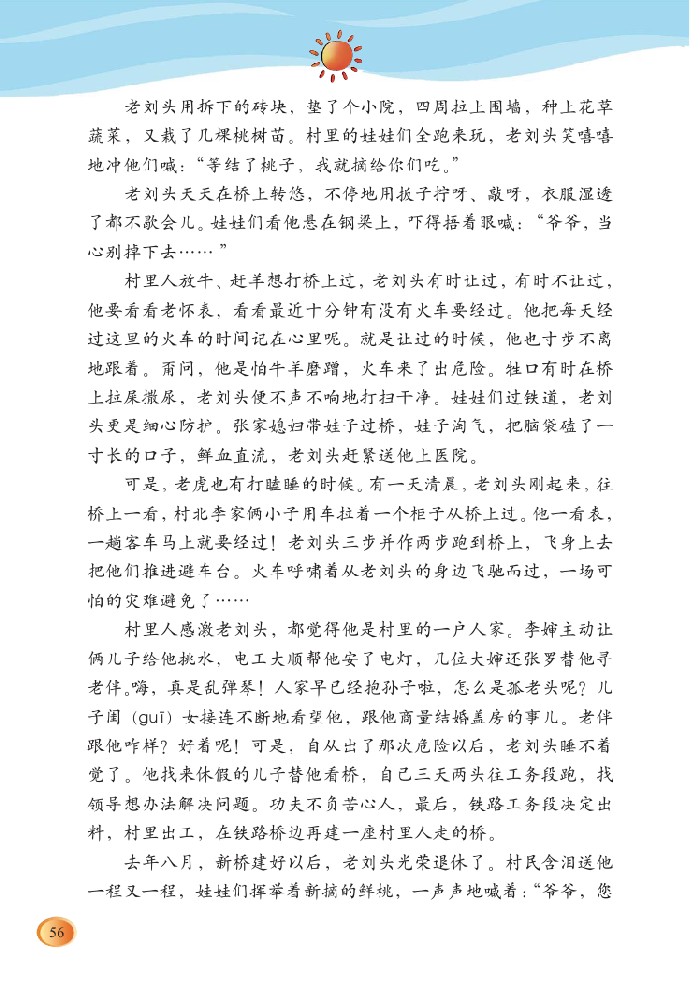 老刘头用拆下的砖块，垫了个小院，四周拉上围墙，种上花草
蔬菜，又栽了几棵桃树苗。村里的娃娃们全跑来玩，老刘头笑嘻嘻
地冲他们喊：“等结了桃子，我就摘给你们吃。”
老刘头天天在桥上转悠，不停地用扳子拧呀、敲呀，衣服湿透
了都不歇会儿。娃娃们看他悬在钢梁上，吓得捂着眼喊：“爷爷，当
心别掉下去……”
村里人放牛、赶羊想打桥上过，老刘头有时让过，有时不让过，
他要看看老怀表，看看最近十分钟有没有火车要经过。他把每天经
过这里的火车的时间记在心里呢。就是让过的时候，他也寸步不离
地跟着。甭问，他是怕牛羊磨蹭，火车来了出危险。牲口有时在桥
上拉屎撒尿，老刘头便不声不响地打扫干净。娃娃们过铁道，老刘
头更是细心防护。张家媳妇带娃子过桥，娃子淘气，把脑袋磕了一
寸长的口子，鲜血直流，老刘头赶紧送他上医院。
可是，老虎也有打瞌睡的时候。有一天清晨，老刘头刚起来，往
桥上一看，村北李家俩小子用车拉着一个柜子从桥上过。他一看表，
一趟客车马上就要经过！老刘头三步并作两步跑到桥上，飞身上去
把他们推进避车台。火车呼啸着从老刘头的身边飞驰而过，一场可
怕的灾难避免了……
村里人感激老刘头，都觉得他是村里的一户人家。李婶主动让
俩儿子给他挑水，电工大顺帮他安了电灯，几位大婶还张罗替他寻
老伴。嗨，真是乱弹琴！人家早已经抱孙子啦，怎么是孤老头呢？儿
子闺（guī）女接连不断地看望他，跟他商量结婚盖房的事儿。老伴
跟他咋样？好着呢！可是，自从出了那次危险以后，老刘头睡不着
觉了。他找来休假的儿子替他看桥，自己三天两头往工务段跑，找
领导想办法解决问题。功夫不负苦心人，最后，铁路工务段决定出
料，村里出工，在铁路桥边再建一座村里人走的桥。
去年八月，新桥建好以后，老刘头光荣退休了。村民含泪送他
一程又一程，娃娃们挥举着新摘的鲜桃，一声声地喊着：“爷爷，您
56